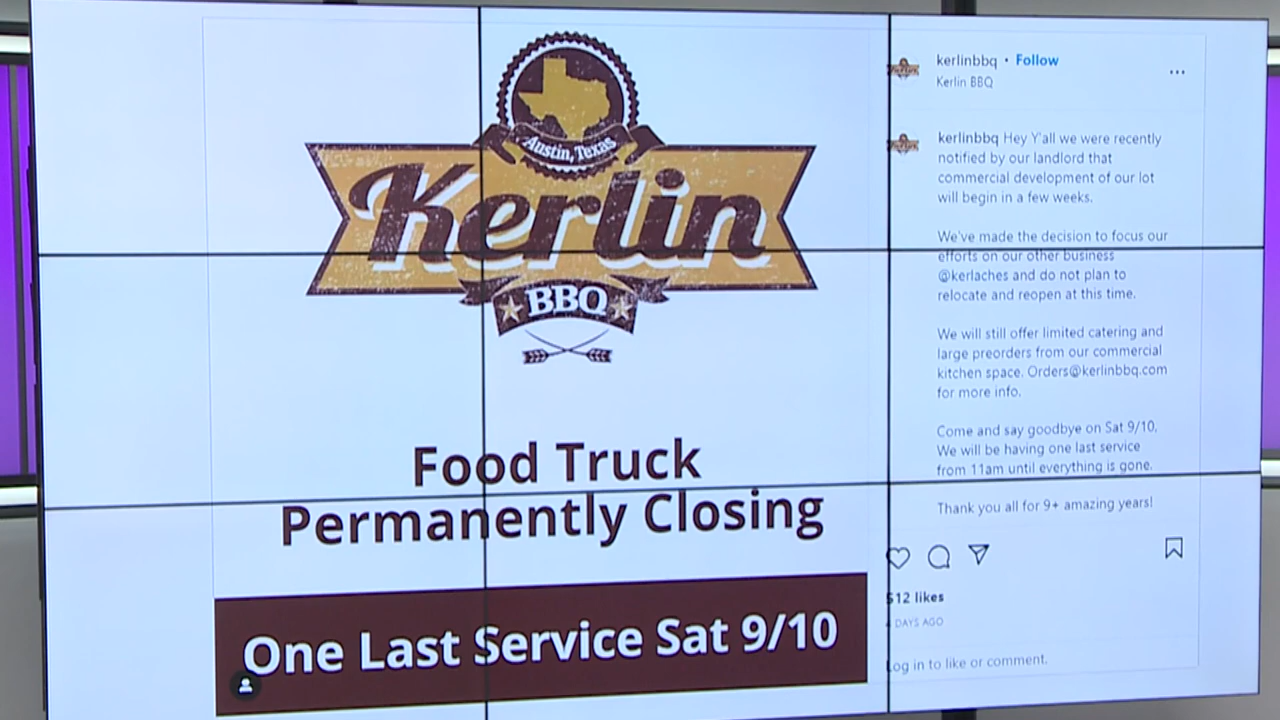 Austin, Texas
Kerlin
BBQ
Food Truck
Permanently Closing
One Last Service Sat 9/10
kerlinbbq • Follow
Kerlin BBQ
kerlinbbq Hey Y'all we were recently
notified by our landlord that
commercial development of our lot
will begin in a few weeks.
We've made the decision to focus our
efforts on our other business
@kerlaches and do not plan to
relocate and reopen at this time.
We will still offer limited catering and
large preorders from our commercial
kitchen space. Orders@kerlinbbq.com
for more info.
Come and say goodbye on Sat 9/10,
We will be having one last service
from 11am until everything is gone.
Thank you all for 9+ amazing years!
512 likes
DAYS AGO
Log in to like or comment.